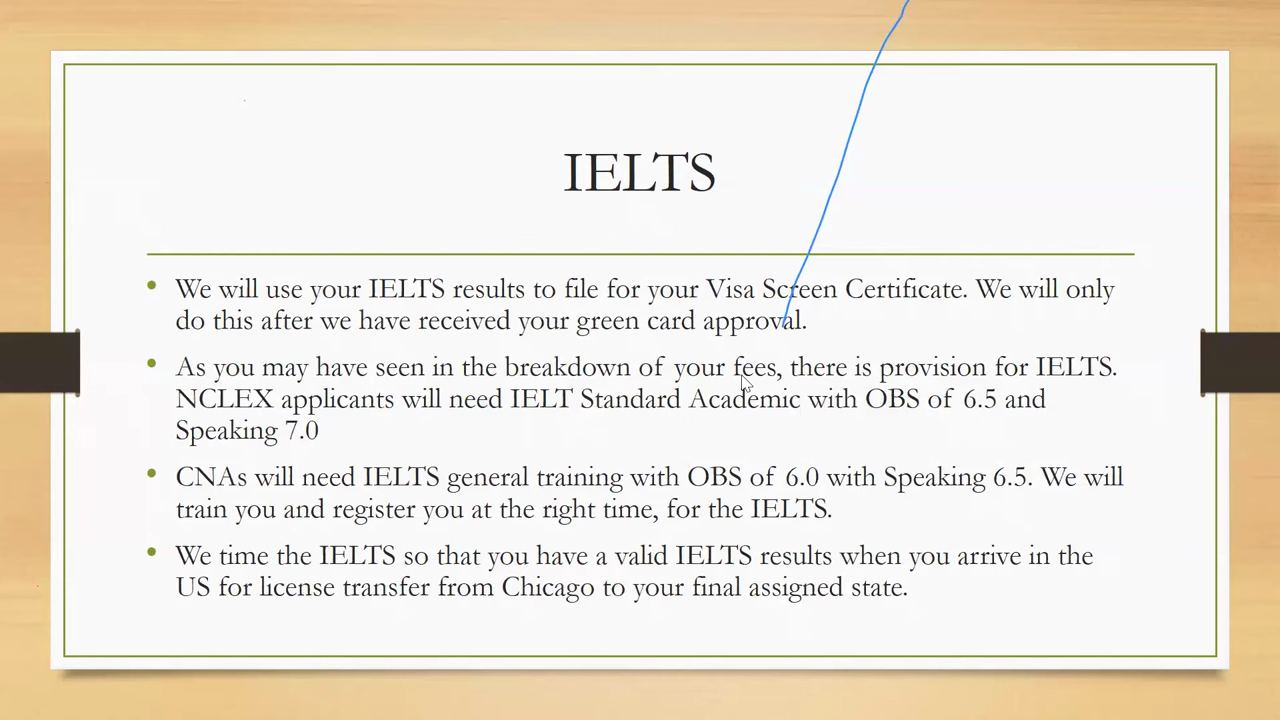 IELTS
We will use your IELTS results to file for your Visa Screen Certificate. We will only
do this after we have received your green card approval.
As you may have seen in the breakdown of your fees, there is provision for IELTS.
NCLEX applicants will need IELT Standard Academic with OBS of 6.5 and
Speaking 7.0
CNAs will need IELTS general training with OBS of 6.0 with Speaking 6.5. We will
train you and register you at the right time, for the IELTS.
We time the IELTS so that you have a valid IELTS results when you arrive in the
US for license transfer from Chicago to your final assigned state.